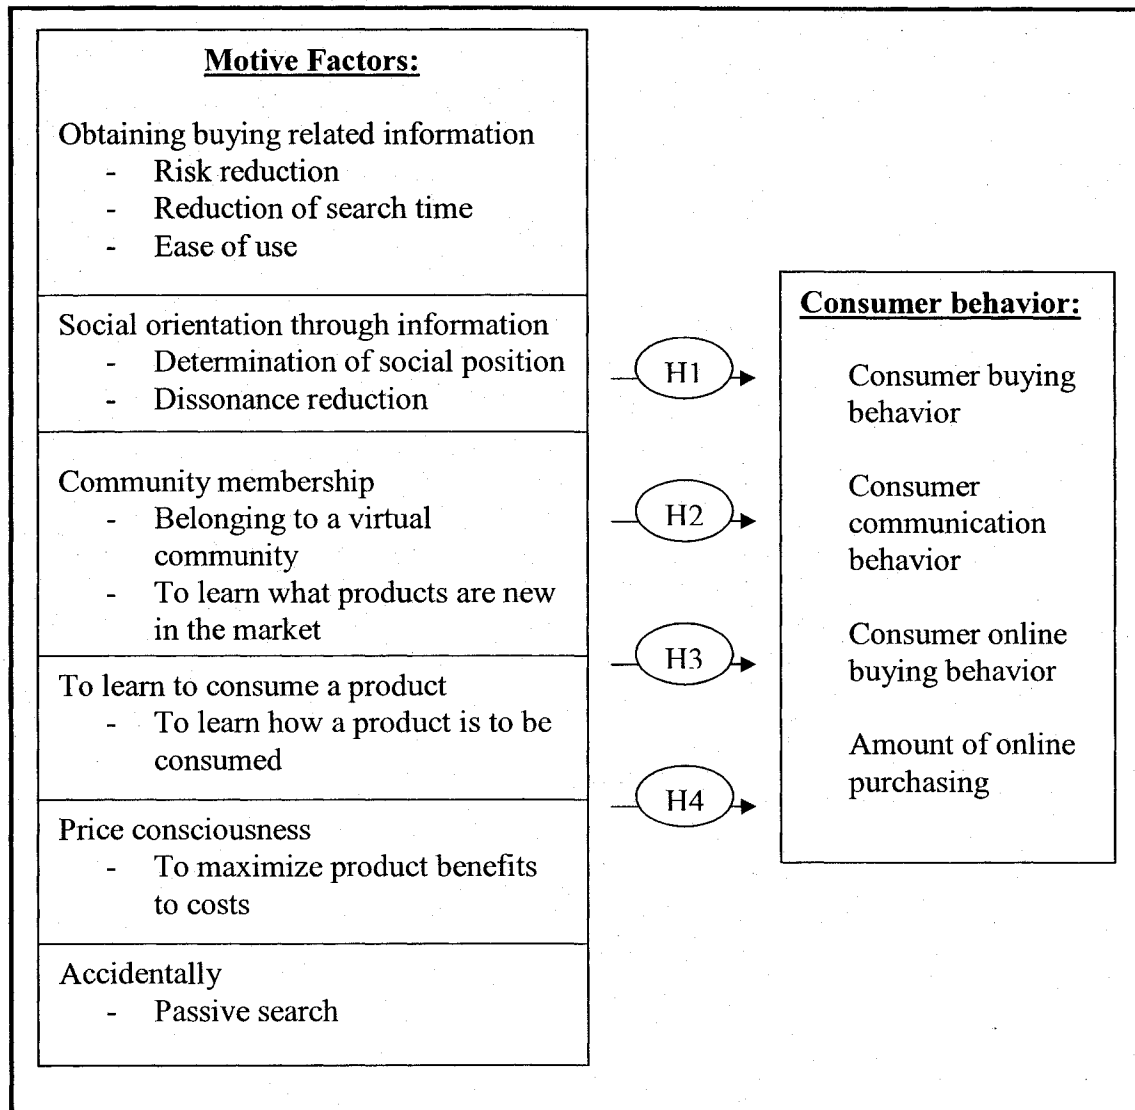 Motive Factors:
Obtaining buying related information
- Risk reduction
- Reduction of search time
- Ease of use
Social orientation through information
- Determination of social position
- Dissonance reduction
Community membership
- Belonging to a virtual
community
- To learn what products are new
in the market
To learn to consume a product
- To learn how a product is to be
consumed
Price consciousness
- To maximize product benefits
to costs
Accidentally
- Passive search
H1
H2
H3
H4
Consumer behavior:
Consumer buying
behavior
Consumer
communication
behavior
Consumer online
buying behavior
Amount of online
purchasing